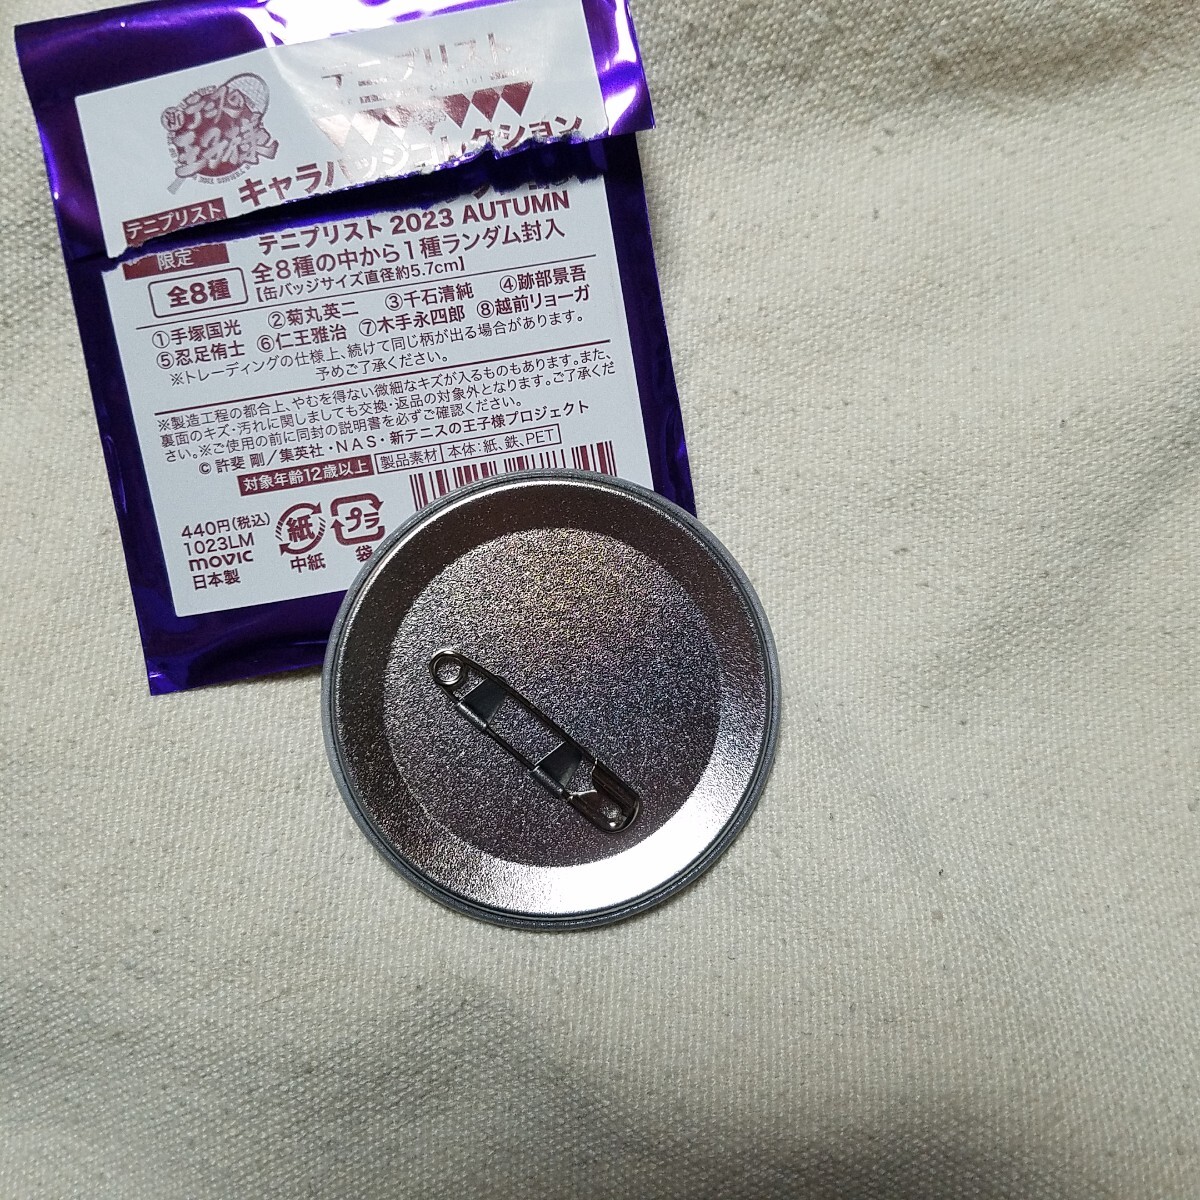 テニプリスト
新テニスの
王子様
キャラバッジコレクション
テニプリスト
限定
テニプリスト 2023 AUTUMN
全8種の中から1種ランダム封入
全8種
【缶バッジサイズ直径約5.7cm】
①手塚国光 ②菊丸英二 ③千石清純 ④跡部景吾
⑤忍足侑士 ⑥仁王雅治 ⑦木手永四郎 ⑧越前リョーガ
※トレーディングの仕様上、続けて同じ柄が出る場合があります。
予めご了承ください。
※製造工程の都合上、やむを得ない微細なキズが入るものもあります。また、
裏面のキズ・汚れに関しましても交換・返品の対象外となります。ご了承くだ
さい。※ご使用の前に同封の説明書を必ずご確認ください。
© 許斐 剛／集英社・NAS・新テニスの王子様プロジェクト
対象年齢12歳以上 製品素材 本体:紙、鉄、PET
440円(税込)
1023LM
movic
日本製
紙
中紙
プラ
袋